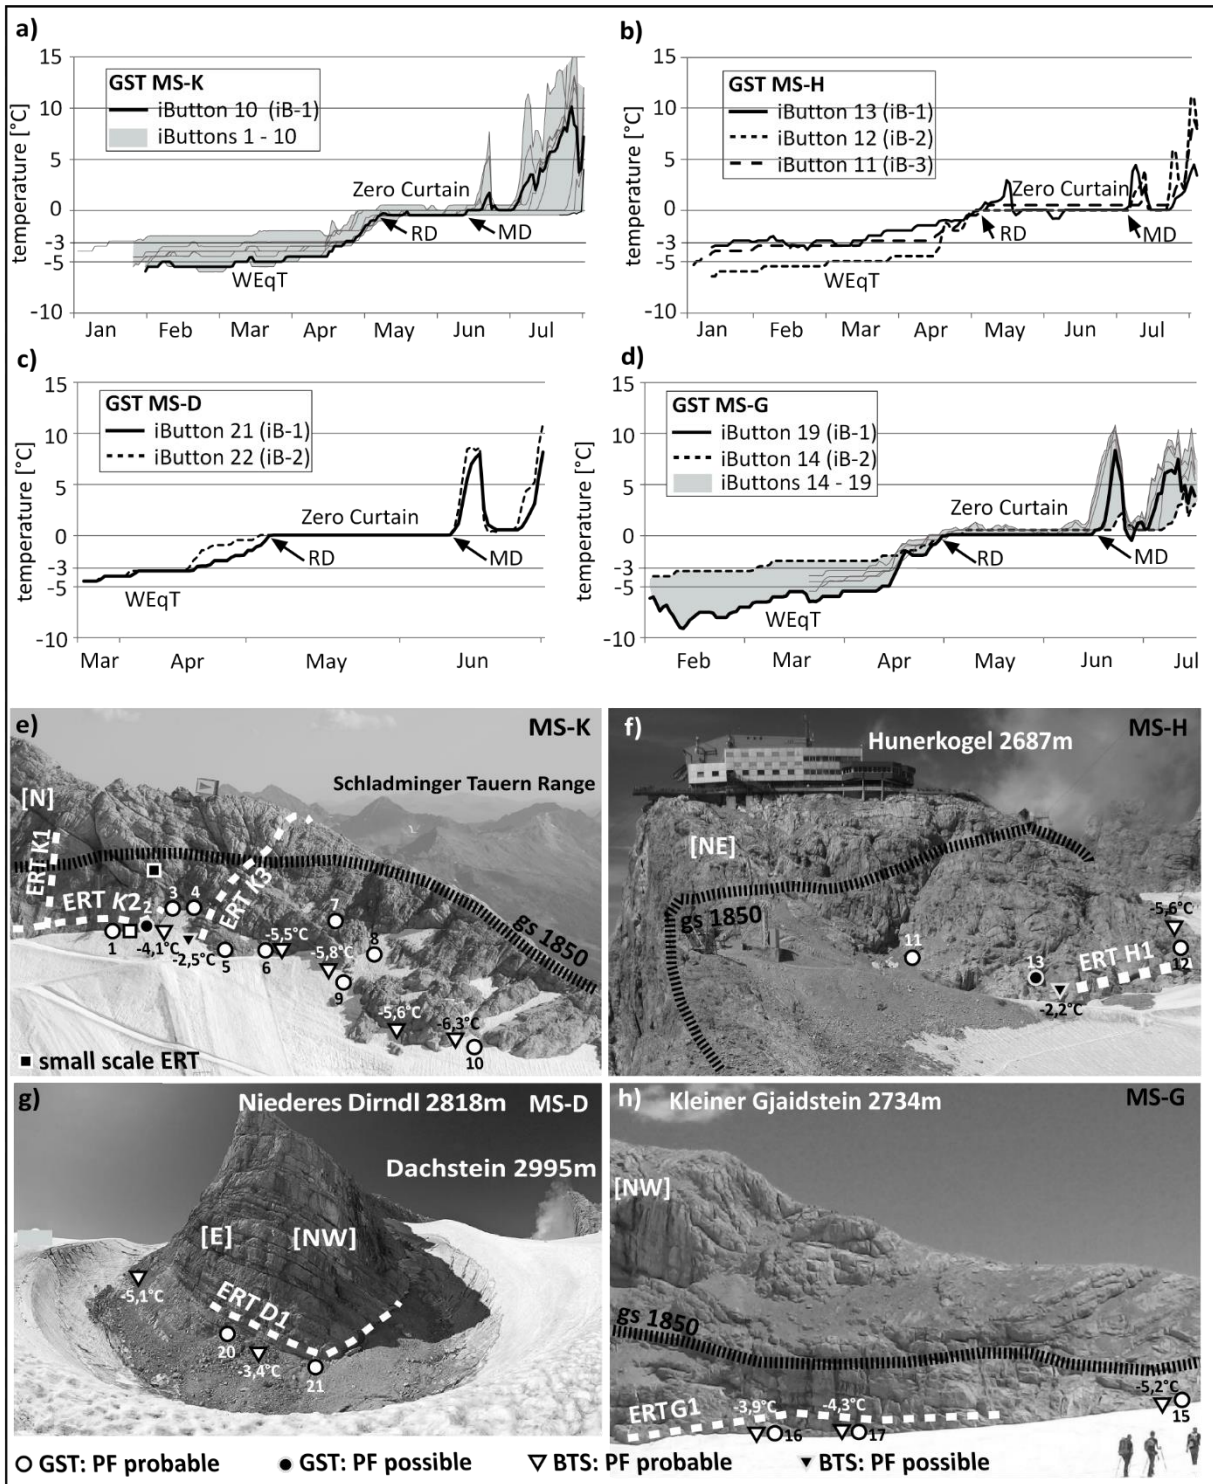 a)
15
10
5
0
-3
-5
-10
temperature [°C]
GST MS-K
iButton 10 (iB-1)
iButtons 1 - 10
Zero Curtain
RD
MD
WEqT
Jan Feb Mar Apr May Jun Jul
b)
15
10
5
0
-3
-5
-10
temperature [°C]
GST MS-H
iButton 13 (iB-1)
iButton 12 (iB-2)
iButton 11 (iB-3)
Zero Curtain
RD
MD
WEqT
Jan Feb Mar Apr May Jun Jul
c)
15
10
5
0
-3
-5
-10
temperature [°C]
GST MS-D
iButton 21 (iB-1)
iButton 22 (iB-2)
Zero Curtain
RD
MD
WEqT
Mar Apr May Jun
d)
15
10
5
0
-3
-5
-10
temperature [°C]
GST MS-G
iButton 19 (iB-1)
iButton 14 (iB-2)
iButtons 14 - 19
Zero Curtain
RD
MD
WEqT
Feb Mar Apr May Jun Jul
e)
MS-K
Schladminger Tauern Range
[N]
ERT K1
ERT K2
ERT K3
gs 1850
1
2
3
4
5
6
7
8
9
10
-4,1°C
-2,5°C
-5,5°C
-5,8°C
-5,6°C
-6,3°C
small scale ERT
f)
MS-H
Hunerkogel 2687m
[NE]
gs 1850
11
13
12
-5,6°C
ERT H1
-2,2°C
g)
Niederes Dirndl 2818m
MS-D
Dachstein 2995m
[E]
[NW]
-5,1°C
ERT D1
20
-3,4°C
21
h)
Kleiner Gjaidstein 2734m
MS-G
[NW]
gs 1850
-5,2°C
15
ERT G1
-3,9°C
-4,3°C
16
17
GST: PF probable
GST: PF possible
BTS: PF probable
BTS: PF possible